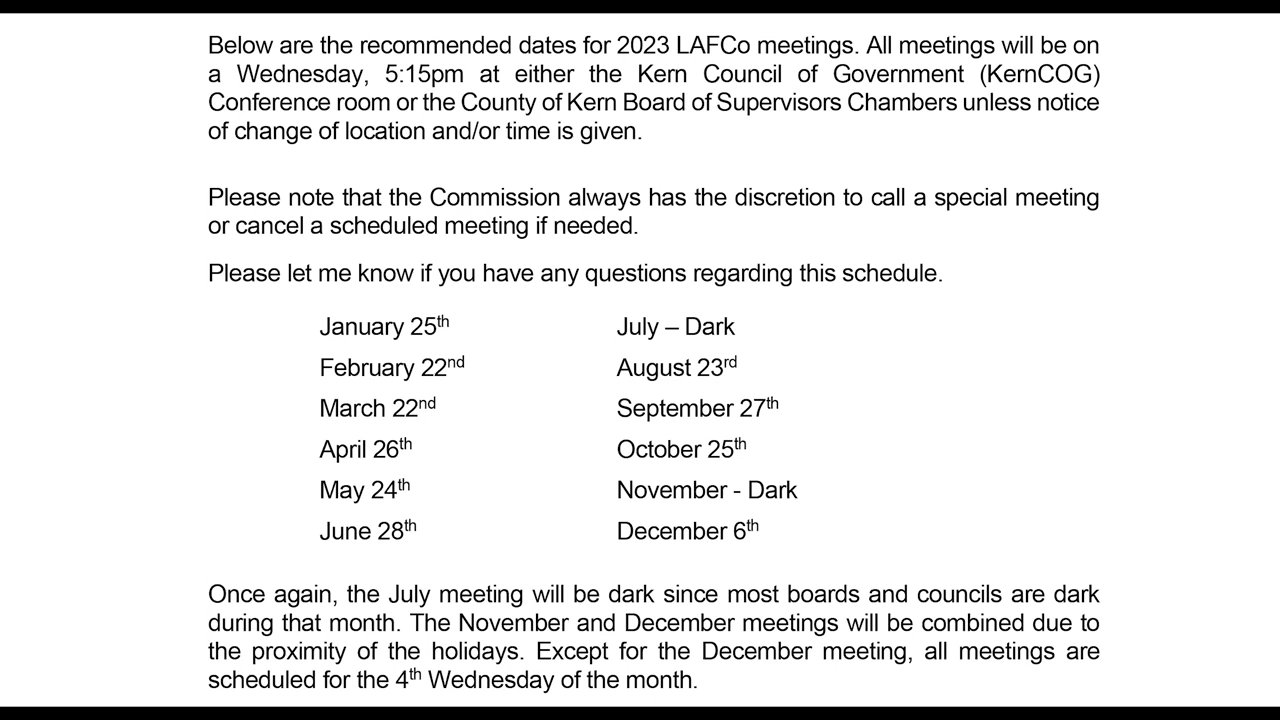 Below are the recommended dates for 2023 LAFCo meetings. All meetings will be on
a Wednesday, 5:15pm at either the Kern Council of Government (KernCOG)
Conference room or the County of Kern Board of Supervisors Chambers unless notice
of change of location and/or time is given.
Please note that the Commission always has the discretion to call a special meeting
or cancel a scheduled meeting if needed.
Please let me know if you have any questions regarding this schedule.
January 25th
February 22nd
March 22nd
April 26th
May 24th
June 28th
July – Dark
August 23rd
September 27th
October 25th
November - Dark
December 6th
Once again, the July meeting will be dark since most boards and councils are dark
during that month. The November and December meetings will be combined due to
the proximity of the holidays. Except for the December meeting, all meetings are
scheduled for the 4th Wednesday of the month.